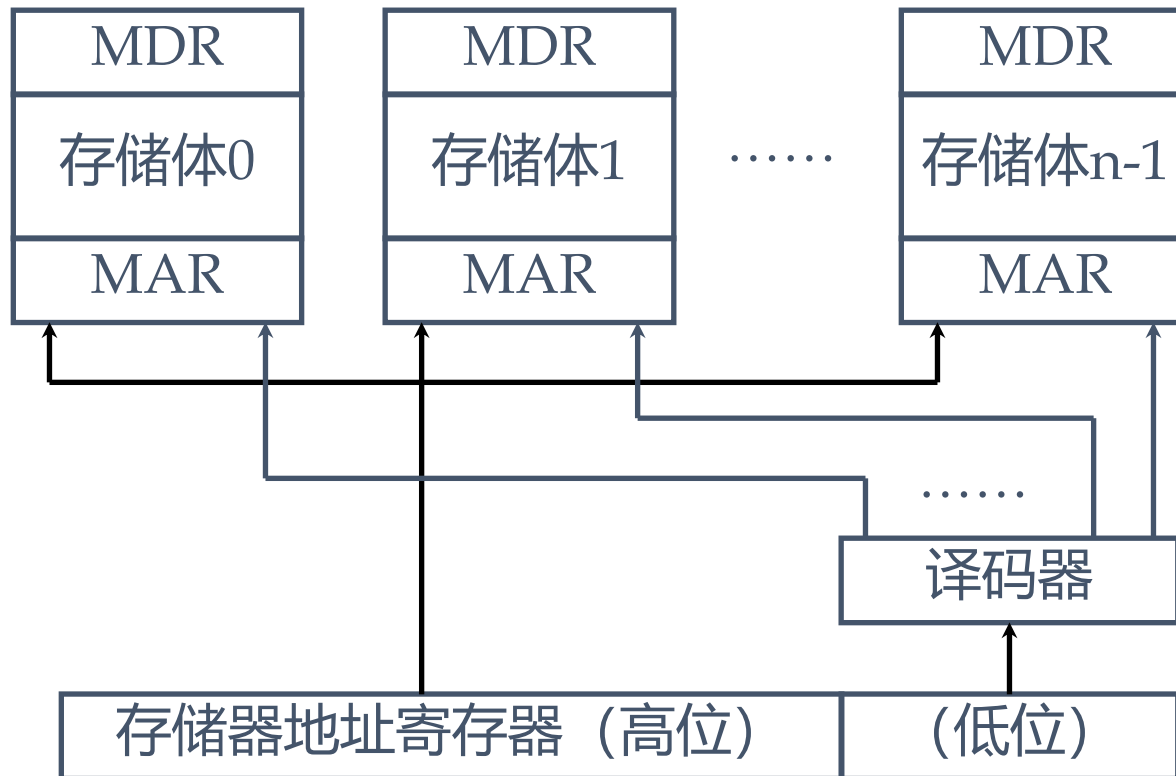 MDR MDR MDR
存储体0 存储体1 …… 存储体n-1
MAR MAR MAR
……
译码器
存储器地址寄存器（高位） （低位）